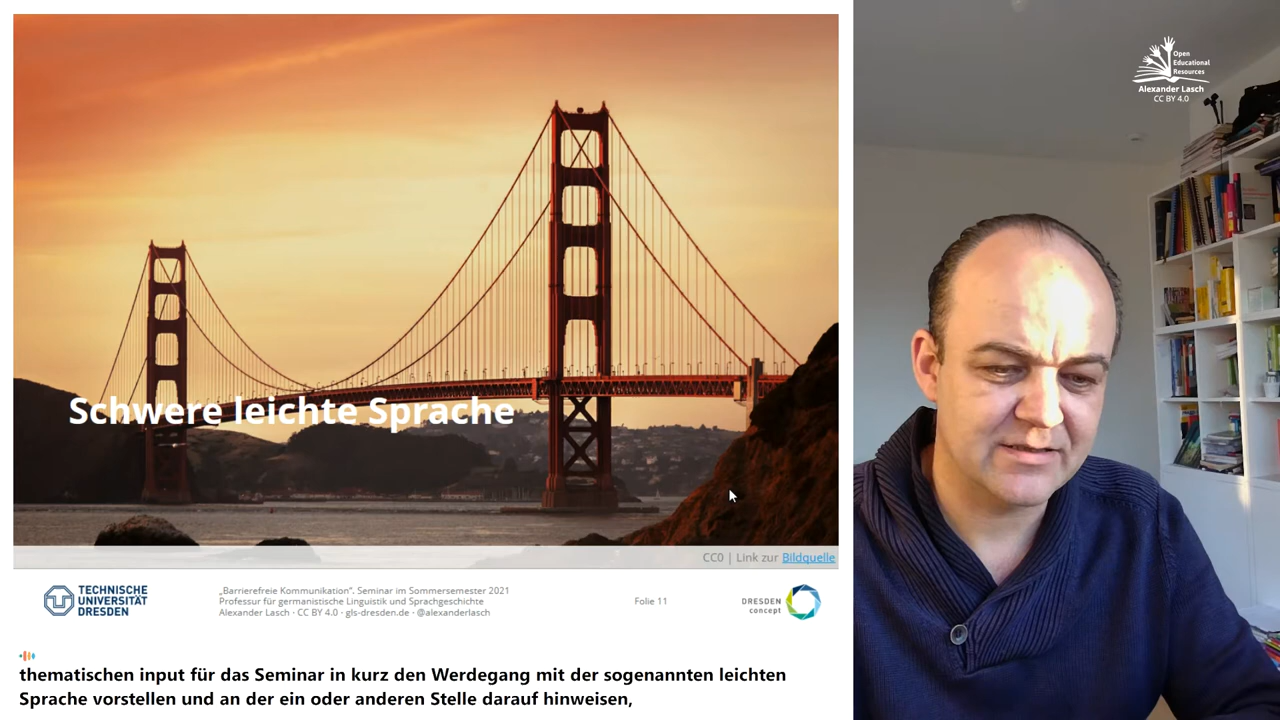 Schwere leichte Sprache
CC0 | Link zur Bildquelle
TECHNISCHE
UNIVERSITÄT
DRESDEN
„Barrierefreie Kommunikation“. Seminar im Sommersemester 2021
Professur für germanistische Linguistik und Sprachgeschichte
Alexander Lasch · CC BY 4.0 · gls-dresden.de · @alexanderlasch
Folie 11
DRESDEN
concept
thematischen input für das Seminar in kurz den Werdegang mit der sogenannten leichten
Sprache vorstellen und an der ein oder anderen Stelle darauf hinweisen,
Open
Educational
Resources
Alexander Lasch
CC BY 4.0